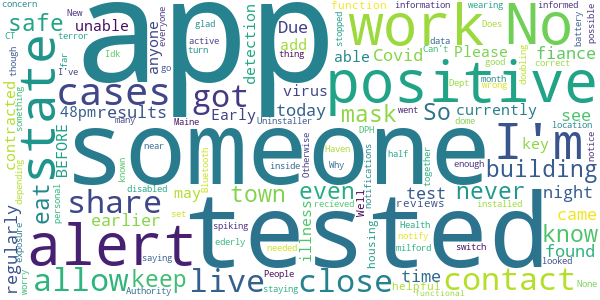 concern New function information wearing informed
CT safe Idk unable glad stopped active add data Does battery possible
terror Due anyone turn Can't
app work No
detection able Covid Please fiance good month doubling
though I've everyone thing go correct
state cases got positive
far something 48pmresults Early virus today So currently Dept wrong see
many Maine Uninstaller mask went DPH dome location
contracted BEFORE known near Haven Why half together key notice
someone I'm
inside Otherwise notifications enough building
eat share town even never test night
depending personal disabled Bluetooth may Well reviews installed
earlier recieved illness housing Health came know
regularly alert tested
set spiking ederly needed milford notify switch looked found
worry exposure allow keep live close time contact
saying People staying helpful None
Authority functional